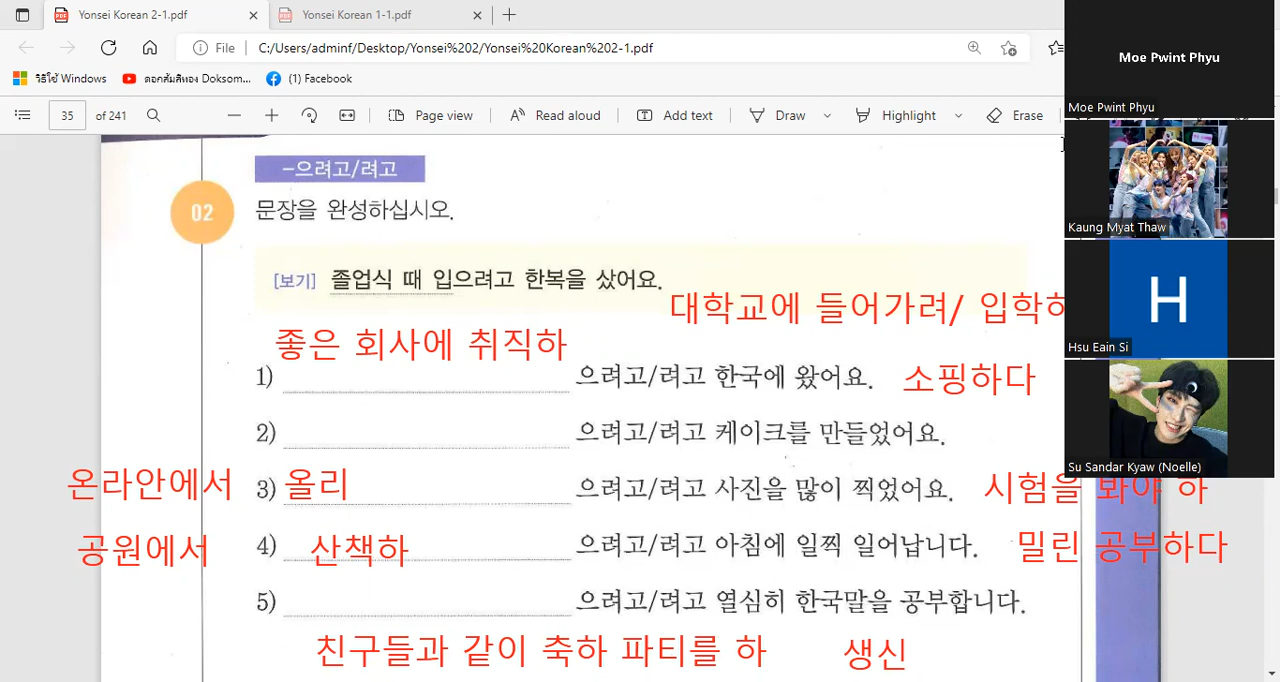 Yonsei Korean 2-1.pdf
Yonsei Korean 1-1.pdf
File
C:/Users/adminf/Desktop/Yonsei%202/Yonsei%20Korean%202-1.pdf
วิธีใช้ Windows
ดอกส้มสีทอง Doksom...
(1) Facebook
35 of 241
Page view
Read aloud
Add text
Draw
Highlight
Erase
Moe Pwint Phyu
Moe Pwint Phyu
Kaung Myat Thaw
H
Hsu Eain Si
Su Sandar Kyaw (Noelle)
–으려고/려고
02 문장을 완성하십시오.
[보기] 졸업식 때 입으려고 한복을 샀어요.
대학교에 들어가려/ 입학하
좋은 회사에 취직하
1) 으려고/려고 한국에 왔어요. 소핑하다
2) 으려고/려고 케이크를 만들었어요.
온라안에서 3) 올리 으려고/려고 사진을 많이 찍었어요. 시험을 봐야 하
공원에서 4) 산책하 으려고/려고 아침에 일찍 일어납니다. 밀린 공부하다
5) 으려고/려고 열심히 한국말을 공부합니다.
친구들과 같이 축하 파티를 하 생신